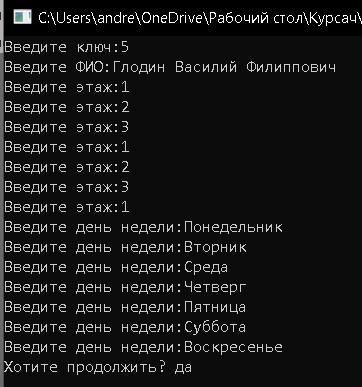 C:\Users\andre\OneDrive\Рабочий стол\Курсач\
Введите ключ:5
Введите ФИО:Глодин Василий Филиппович
Введите этаж:1
Введите этаж:2
Введите этаж:3
Введите этаж:1
Введите этаж:2
Введите этаж:3
Введите этаж:1
Введите день недели:Понедельник
Введите день недели:Вторник
Введите день недели:Среда
Введите день недели:Четверг
Введите день недели:Пятница
Введите день недели:Суббота
Введите день недели:Воскресенье
Хотите продолжить? да